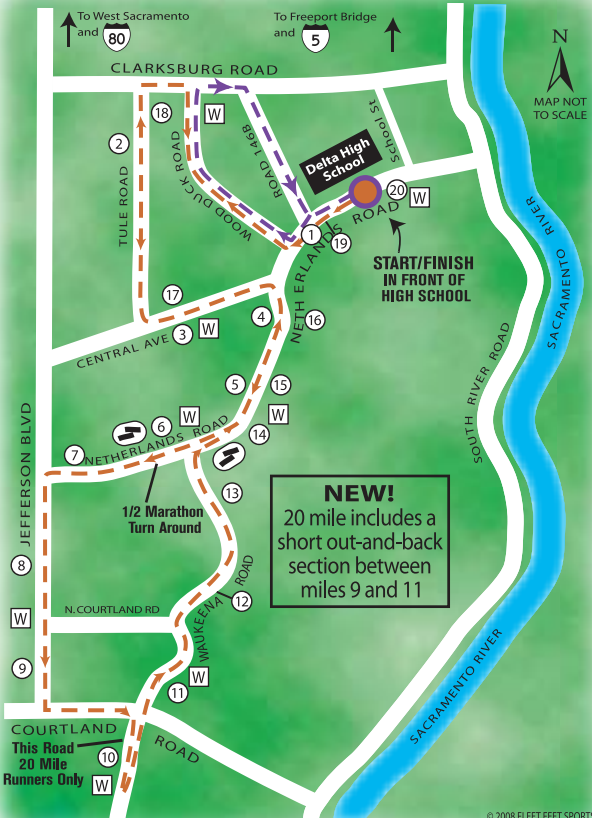 To West Sacramento
and 80
To Freeport Bridge
and 5
N
MAP NOT
TO SCALE
CLARKSBURG ROAD
18
W
2
TULE ROAD
WOOD DUCK ROAD
ROAD 146B
School St
Delta High
School
20
W
1
19
NETHERLANDS ROAD
START/FINISH
IN FRONT OF
HIGH SCHOOL
SACRAMENTO RIVER
17
3
W
CENTRAL AVE
4
16
SOUTH RIVER ROAD
5
15
W
6
W
14
7
NETHERLANDS ROAD
JEFFERSON BLVD
1/2 Marathon
Turn Around
13
NEW!
20 mile includes a
short out-and-back
section between
miles 9 and 11
8
12
WAUKEENA ROAD
N. COURTLAND RD
W
9
11
W
SACRAMENTO RIVER
COURTLAND ROAD
This Road
20 Mile
Runners Only
10
W
© 2008 FLEET FEET SPORTS